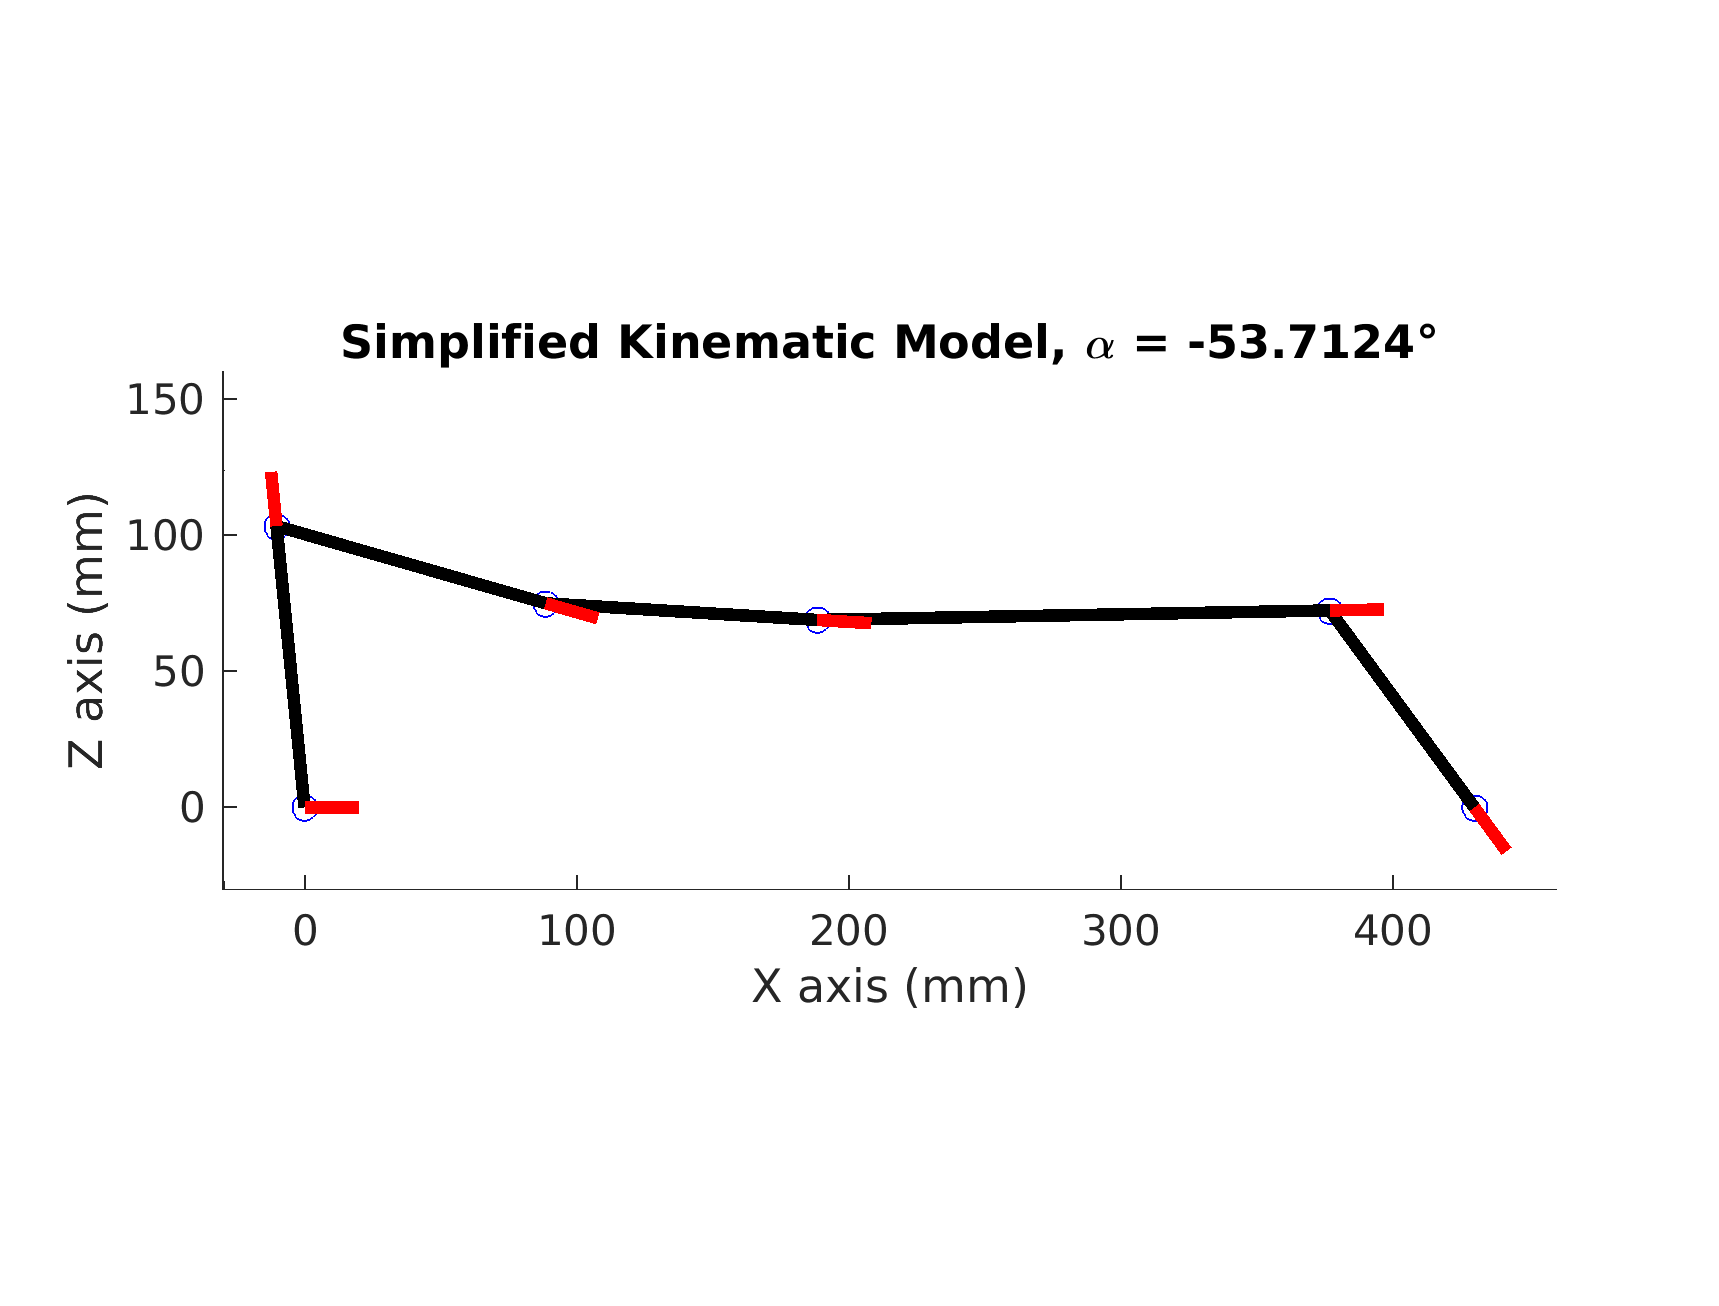 Simplified Kinematic Model, α = -53.7124°
150
100
50
0
Z axis (mm)
0 100 200 300 400
X axis (mm)